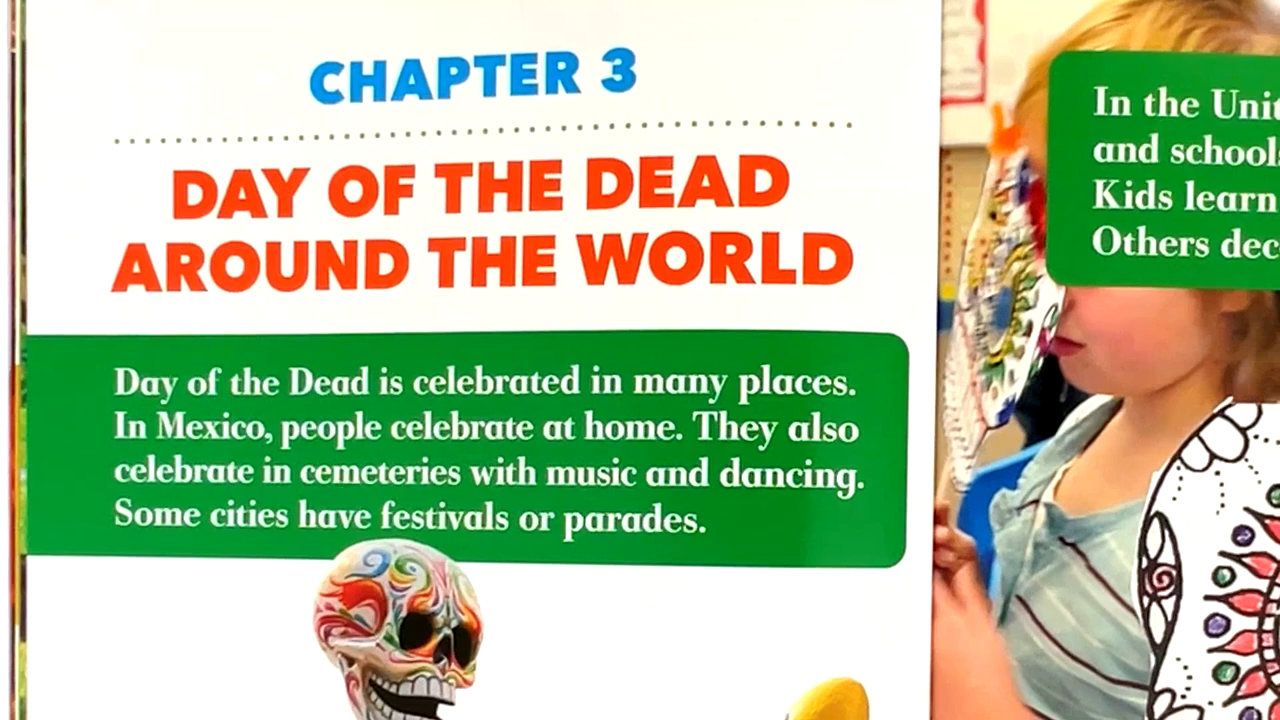 CHAPTER 3
DAY OF THE DEAD
AROUND THE WORLD
Day of the Dead is celebrated in many places.
In Mexico, people celebrate at home. They also
celebrate in cemeteries with music and dancing.
Some cities have festivals or parades.
In the
and
Kids learn
Others